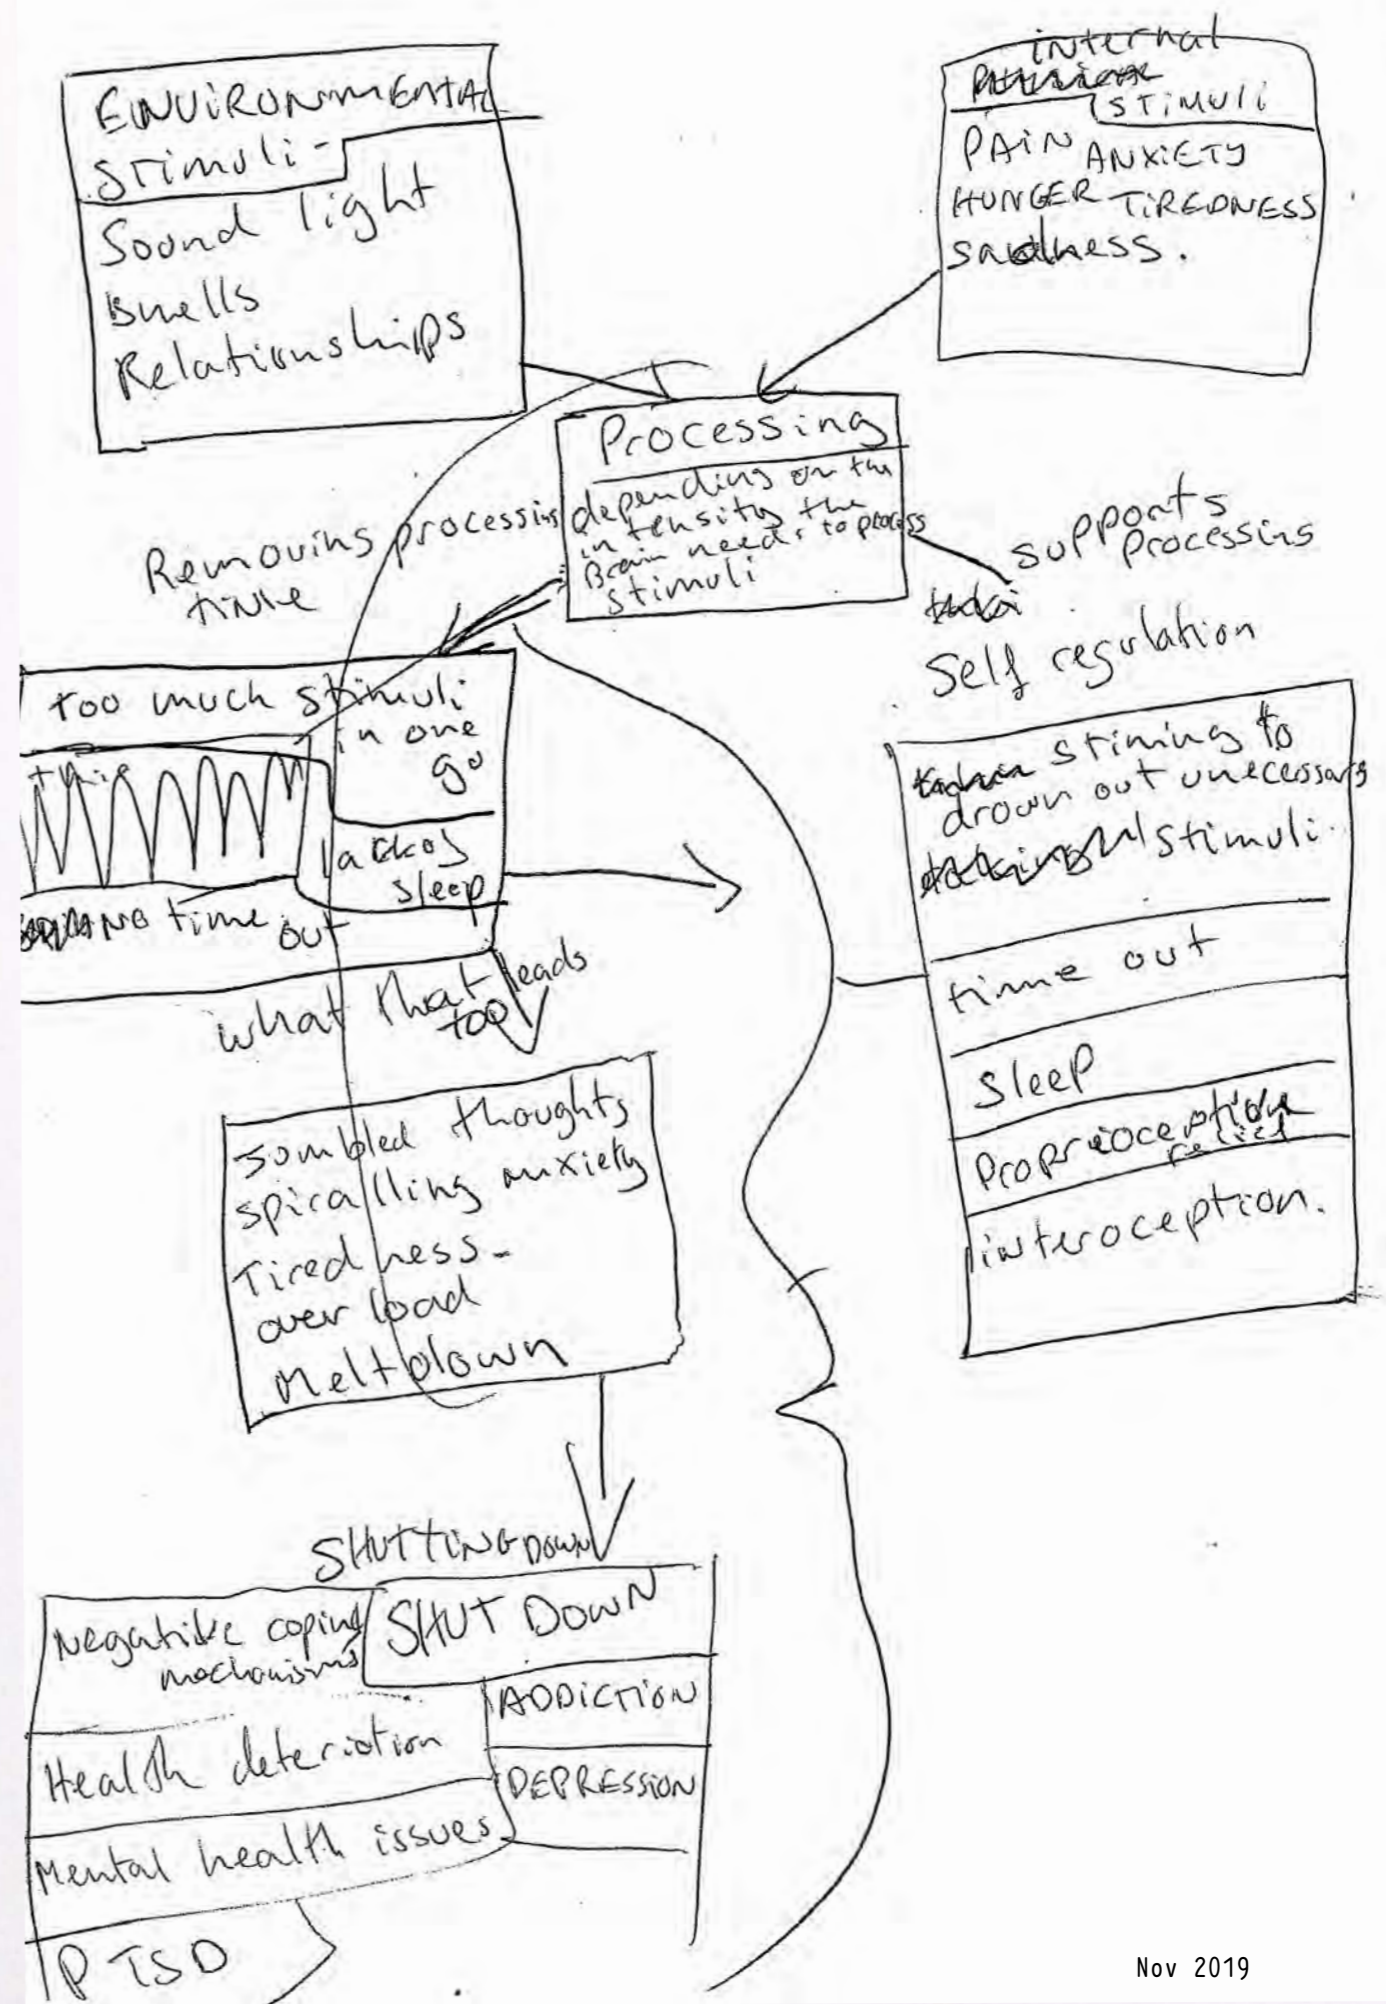 ENVIRONMENTAL
Stimuli -
Sound light
Smells
Relationships
internal
STIMULI
PAIN ANXIETY
HUNGER TIREDNESS
sadness.
Processing
depending on the
intensity the
Brain needs to process
stimuli
Removing processing
time
supports
processing
Self regulation
too much stimuli
in one
go
lack of
sleep
time out
what that leads
too
stiming to
drown out unecessary
stimuli.
time out
Sleep
Proprioception
relief
interoception.
Jumbled thoughts
spiralling anxiety
Tiredness -
over load
Meltdown
SHUTTING DOWN
Negative coping
mechanisms
SHUT DOWN
ADDICTION
Health deteriotion
DEPRESSION
Mental health issues
PTSD
Nov 2019